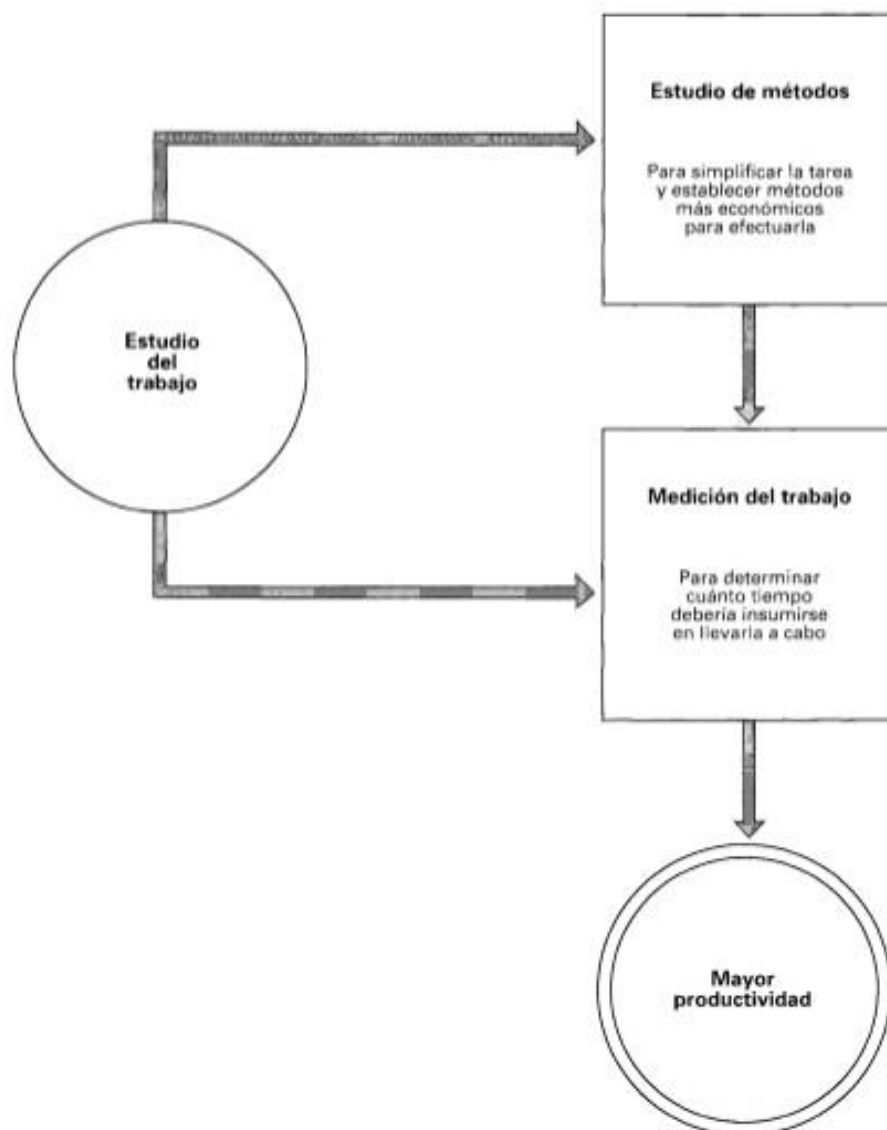 Estudio de métodos
Para simplificar la tarea
y establecer métodos
más económicos
para efectuarla
Estudio
del
trabajo
Medición del trabajo
Para determinar
cuánto tiempo
debería insumirse
en llevarla a cabo
Mayor
productividad